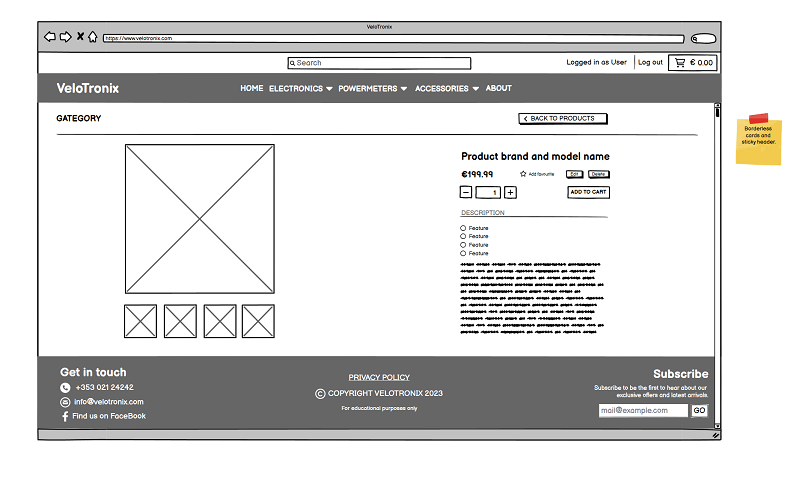 VeloTronix
https://www.velotronix.com
Search
Logged in as User
Log out
€ 0.00
VeloTronix
HOME ELECTRONICS POWERMETERS ACCESSORIES ABOUT
GATEGORY
BACK TO PRODUCTS
Borderless
cards and
sticky header.
Product brand and model name
€199.99
Add favourite
Edit
Delete
1
ADD TO CART
DESCRIPTION
Feature
Feature
Feature
Feature
Get in touch
+353 021 24242
info@velotronix.com
Find us on FaceBook
PRIVACY POLICY
© COPYRIGHT VELOTRONIX 2023
For educational purposes only
Subscribe
Subscribe to be the first to hear about our
exclusive offers and latest arrivals.
mail@example.com
GO